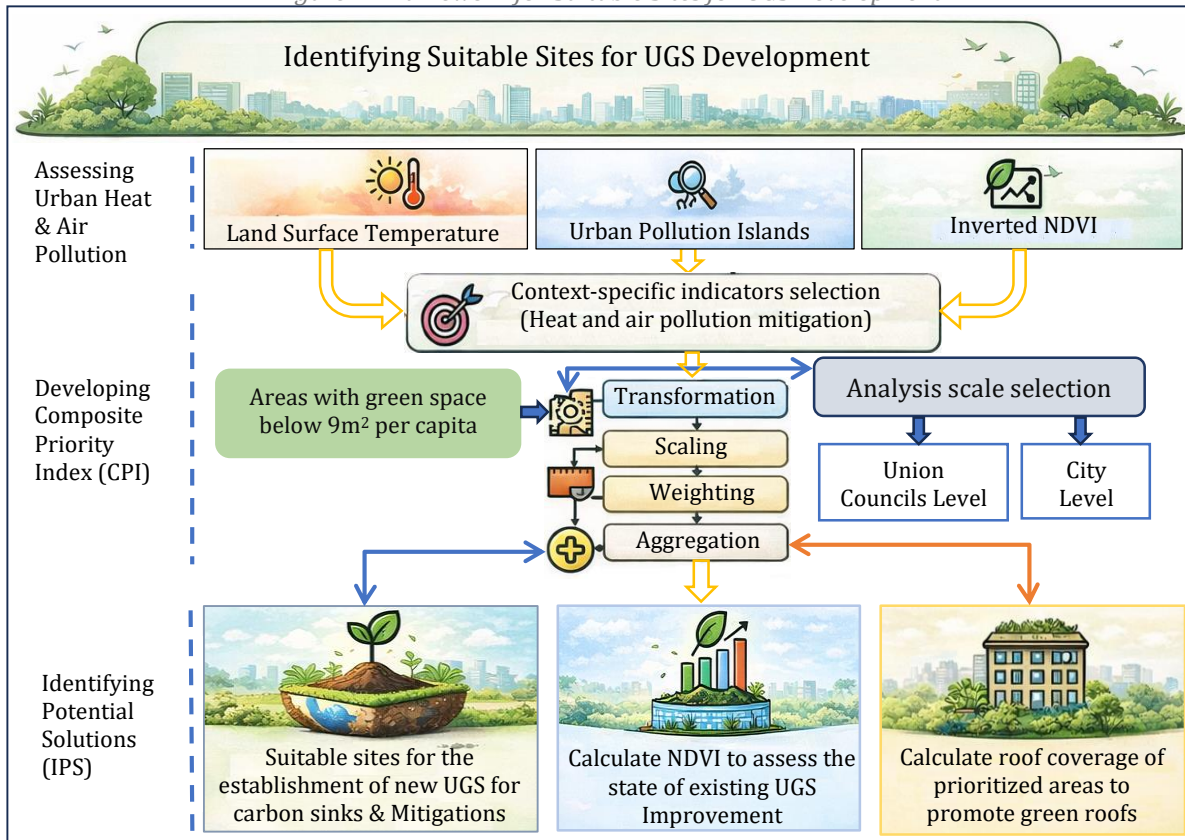 Identifying Suitable Sites for UGS Development
Assessing
Urban Heat
& Air
Pollution
Land Surface Temperature
Urban Pollution Islands
Inverted NDVI
Context-specific indicators selection
(Heat and air pollution mitigation)
Developing
Composite
Priority
Index (CPI)
Areas with green space
below 9m² per capita
Transformation
Scaling
Weighting
Aggregation
Analysis scale selection
Union
Councils Level
City
Level
Identifying
Potential
Solutions
(IPS)
Suitable sites for the
establishment of new UGS for
carbon sinks & Mitigations
Calculate NDVI to assess the
state of existing UGS
Improvement
Calculate roof coverage of
prioritized areas to
promote green roofs